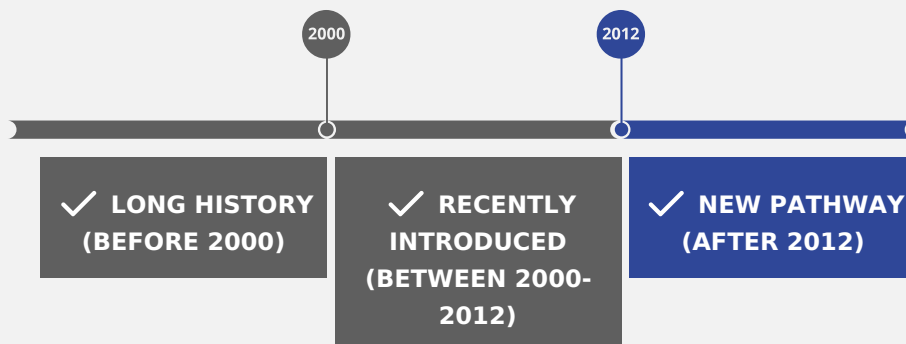 2000
2012
LONG HISTORY
(BEFORE 2000)
RECENTLY
INTRODUCED
(BETWEEN 2000-
2012)
NEW PATHWAY
(AFTER 2012)